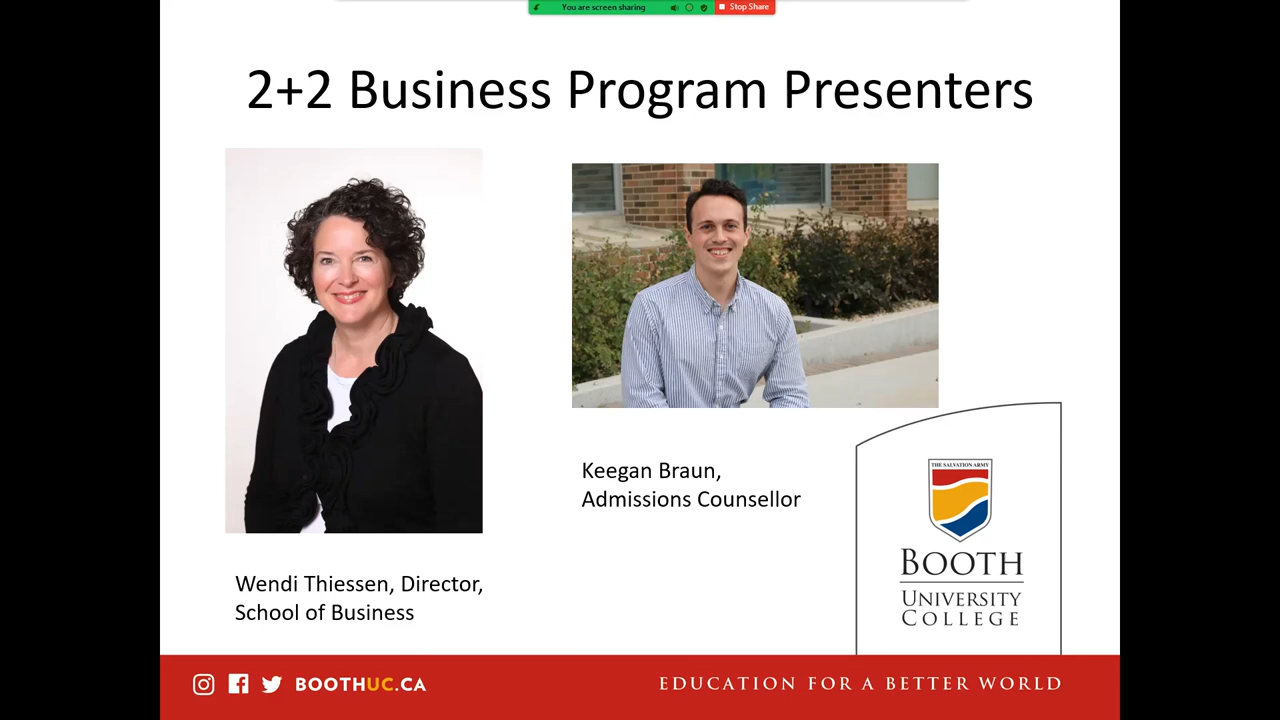 You are screen sharing
Stop Share
2+2 Business Program Presenters
Keegan Braun,
Admissions Counsellor
Wendi Thiessen, Director,
School of Business
THE SALVATION ARMY
BOOTH
UNIVERSITY
COLLEGE
BOOTHUC.CA
EDUCATION FOR A BETTER WORLD